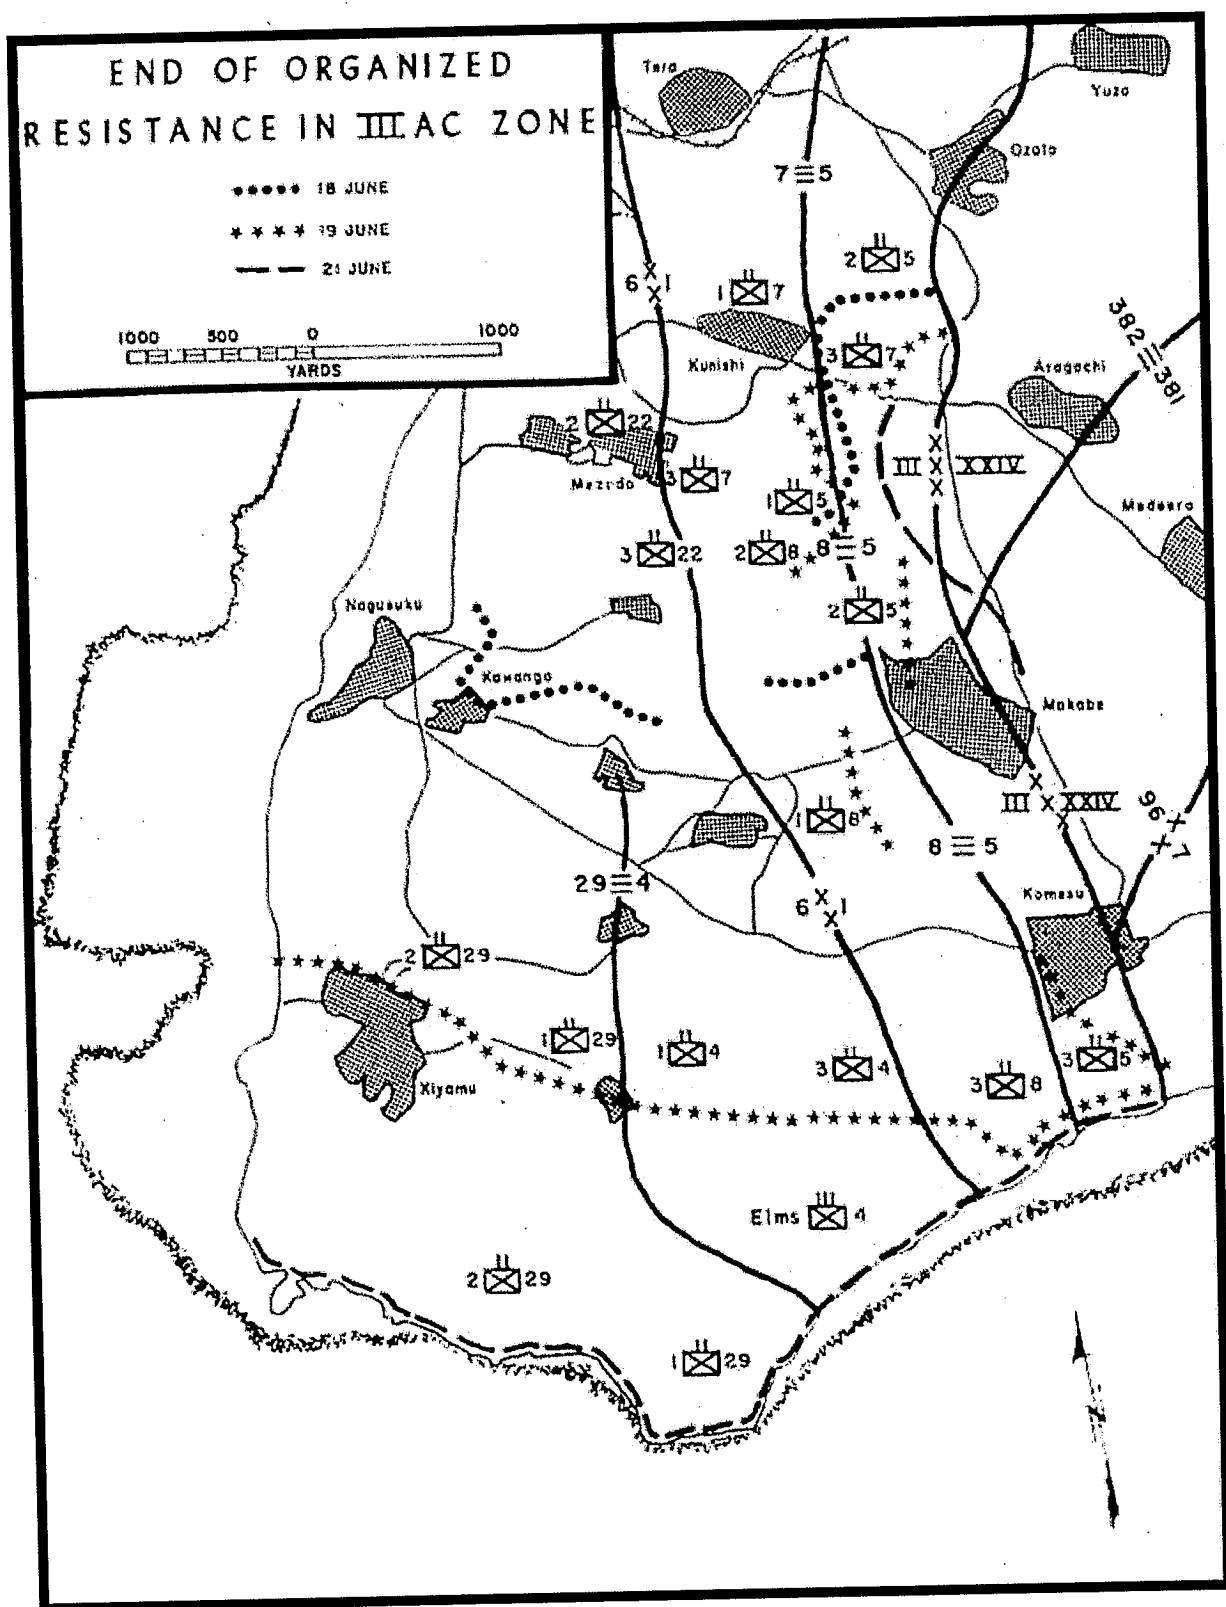 END OF ORGANIZED
RESISTANCE IN III AC ZONE
18 JUNE
19 JUNE
21 JUNE
1000 500 0 1000
YARDS
Tera
Yuza
Ozato
7 5
2 5
6 1
1 7
Kunishi
3 7
382 381
Aragachi
2 22
Mezado
3 7
III XXIV
1 5
Medeera
3 22
2 8
8 5
Nagusuku
2 5
Kawanga
Makabe
III XXIV
1 8
96 7
8 5
29 4
Komesu
6 1
2 29
1 29
1 4
3 4
3 8
3 5
Kiyamu
Elms 4
2 29
1 29